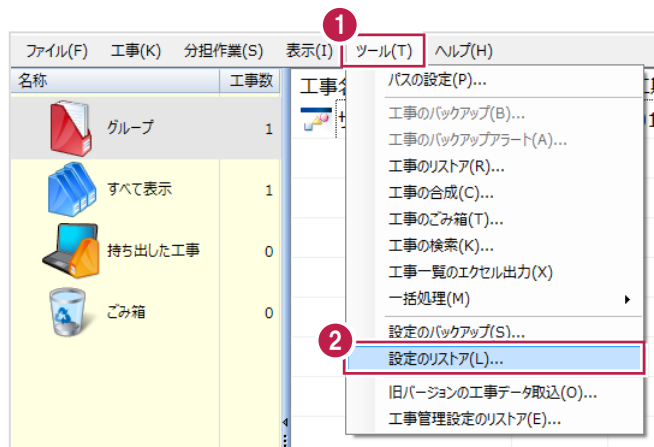 1
ファイル(F) 工事(K) 分担作業(S) 表示(I) ツール(T) ヘルプ(H)
名称 工事数 工事
グループ 1
すべて表示 1
持ち出した工事 0
ごみ箱 0
パスの設定(P)...
工事のバックアップ(B)...
工事のバックアップアラート(A)...
工事のリストア(R)...
工事の合成(C)...
工事のごみ箱(T)...
工事の検索(K)...
工事一覧のエクセル出力(X)
一括処理(M)
設定のバックアップ(S)...
2
設定のリストア(L)...
旧バージョンの工事データ取込(O)...
工事管理設定のリストア(E)...